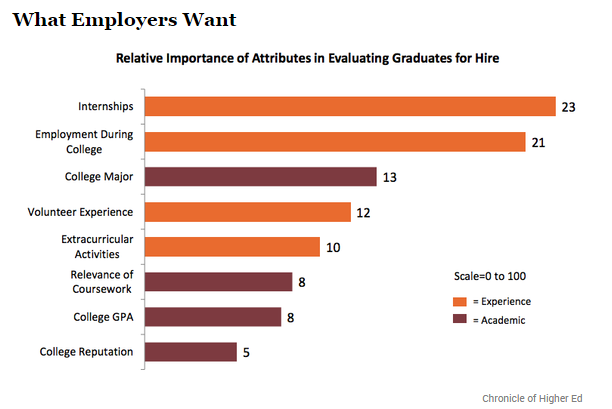 What Employers Want
Relative Importance of Attributes in Evaluating Graduates for Hire
Internships
23
Employment During
College
21
College Major
13
Volunteer Experience
12
Extracurricular
Activities
10
Relevance of
Coursework
8
College GPA
8
College Reputation
5
Scale=0 to 100
= Experience
= Academic
Chronicle of Higher Ed